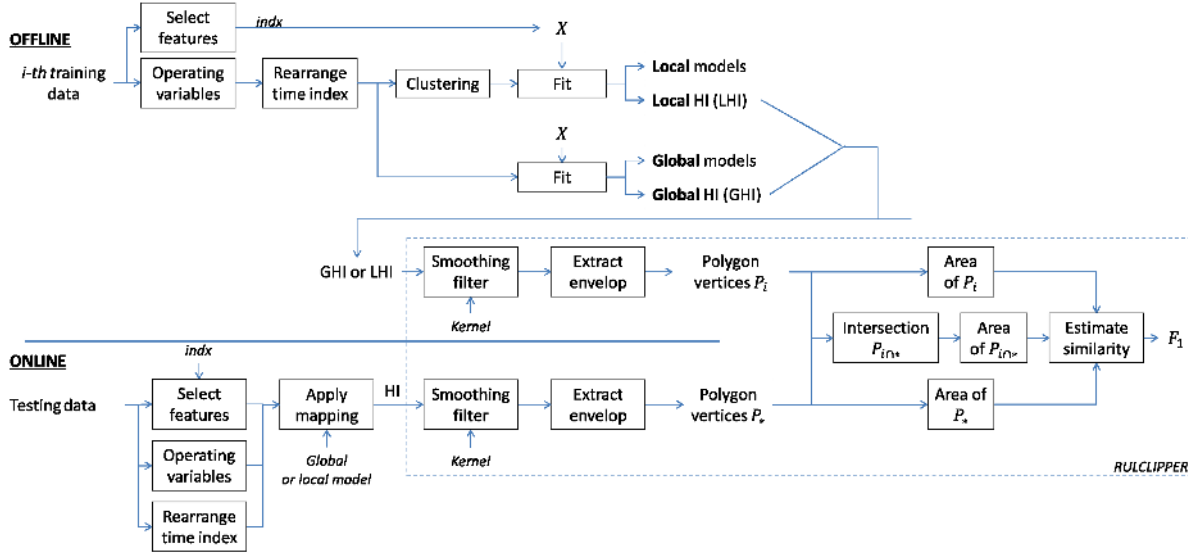 OFFLINE
i-th training
data
Select
features
indx
X
Operating
variables
Rearrange
time index
Clustering
Fit
Local models
Local HI (LHI)
X
Fit
Global models
Global HI (GHI)
GHI or LHI
Smoothing
filter
Kernel
Extract
envelop
Polygon
vertices P_i
Area
of P_i
Intersection
P_{i∩*}
Area
of P_{i∩*}
Estimate
similarity
F_1
ONLINE
indx
Testing data
Select
features
Operating
variables
Rearrange
time index
Apply
mapping
Global
or local model
HI
Smoothing
filter
Kernel
Extract
envelop
Polygon
vertices P_*
Area of
P_*
RULCLIPPER